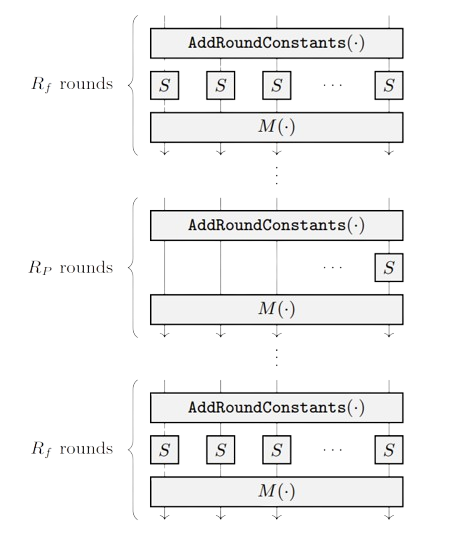 AddRoundConstants(·)
R_f rounds
S S S ... S
M(·)
⋮
AddRoundConstants(·)
R_P rounds
... S
M(·)
⋮
AddRoundConstants(·)
R_f rounds
S S S ... S
M(·)